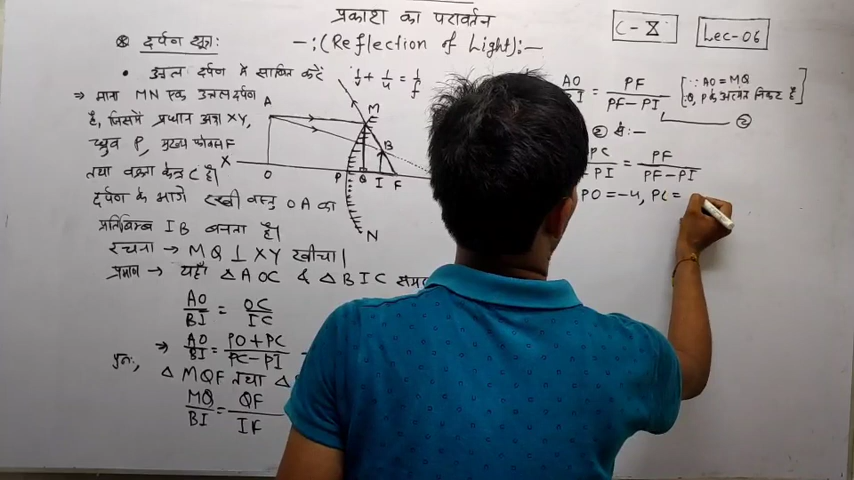 प्रकाश का परावर्तन
—:(Reflection of Light):—
C-X
Lec-06
⊛ दर्पण सूत्र:
• उत्तल दर्पण में साबित करें 1/v + 1/u = 1/f
⇒ माना MN एक उत्तल दर्पण
है, जिसमें प्रधान अक्ष XY,
ध्रुव P, मुख्य फोकस F
तथा वक्रता केन्द्र C है।
दर्पण के आगे रखी वस्तु OA का
प्रतिबिम्ब IB बनता है।
रचना → MQ ⊥ XY खींचा।
प्रमाण → यहाँ △AOC & △BIC
AO/BI = OC/IC
⇒ AO/BI = PO+PC/PC-PI
पुनः, △MQF तथा △
MQ/BI = QF/IF
A
M
B
X
O
P
Q
I
F
N
AO/BI = PF/PF-PI [∵ AO=MQ
Q, P के अत्यंत निकट है]
②
② से:—
PC/PI = PF/PF-PI
PO = -u, PC =